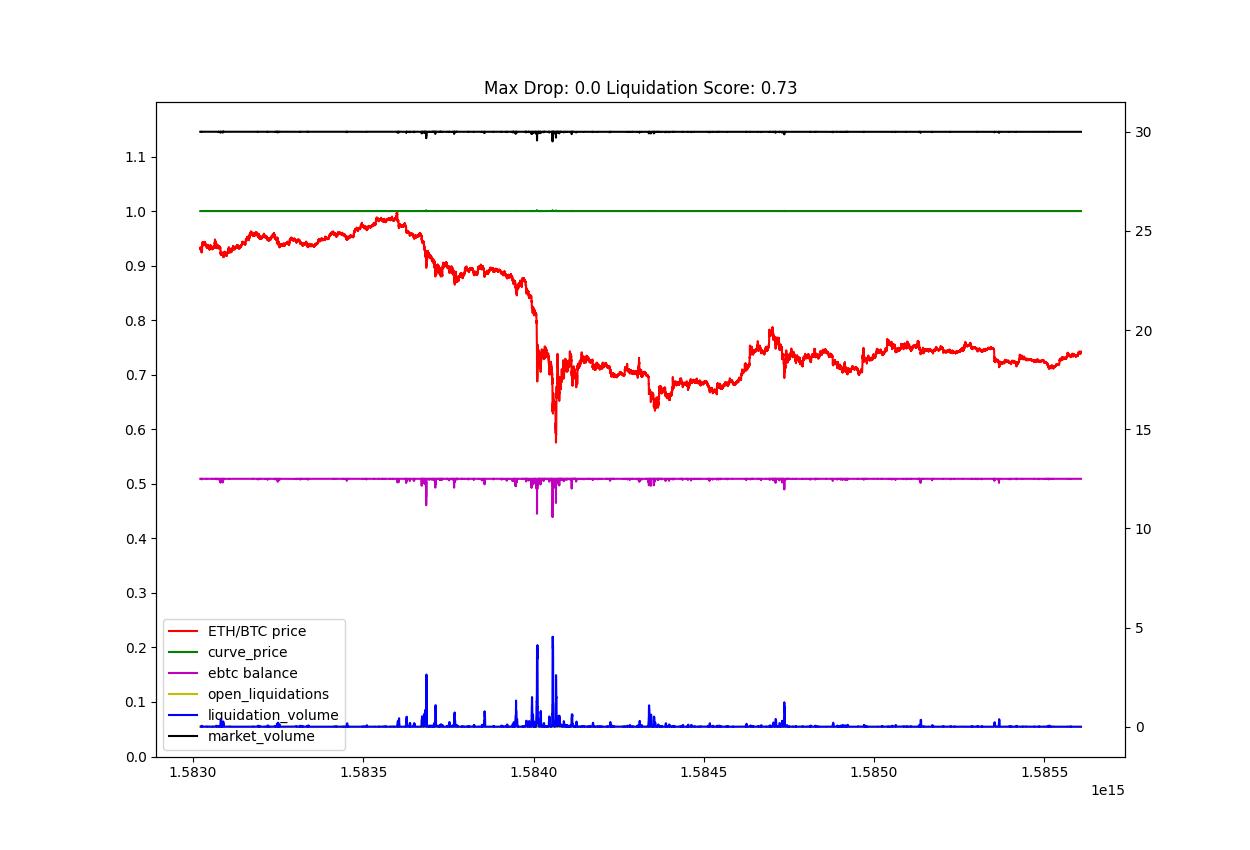 Max Drop: 0.0 Liquidation Score: 0.73
1.1
1.0
0.9
0.8
0.7
0.6
0.5
0.4
0.3
0.2
0.1
0.0
30
25
20
15
10
5
0
ETH/BTC price
curve_price
ebtc balance
open_liquidations
liquidation_volume
market_volume
1.5830 1.5835 1.5840 1.5845 1.5850 1.5855
1e15